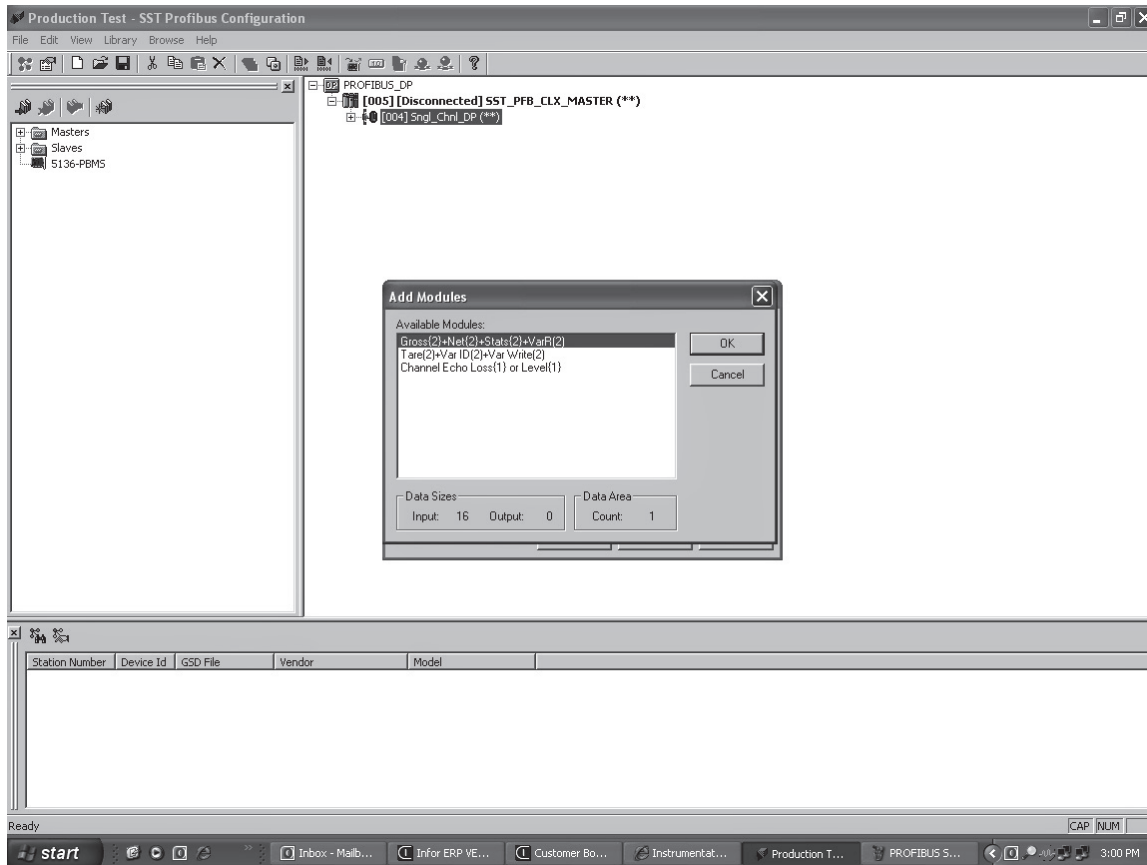 Production Test - SST Profibus Configuration
File Edit View Library Browse Help
PROFIBUS_DP
[005] [Disconnected] SST_PFB_CLX_MASTER (**)
[004] Sngl_Chnl_DP (**)
Masters
Slaves
5136-PBMS
Add Modules
Available Modules:
Gross{2}+Net{2}+Stats{2}+VarR(2)
Tare(2)+Var ID(2)+Var Write(2)
Channel Echo Loss{1} or Level{1}
OK
Cancel
Data Sizes
Input: 16 Output: 0
Data Area
Count: 1
Station Number Device Id GSD File Vendor Model
Ready
CAP NUM
start
Inbox - Mailb...
Infor ERP VE...
Customer Bo...
Instrumentat...
Production T...
PROFIBUS S...
3:00 PM